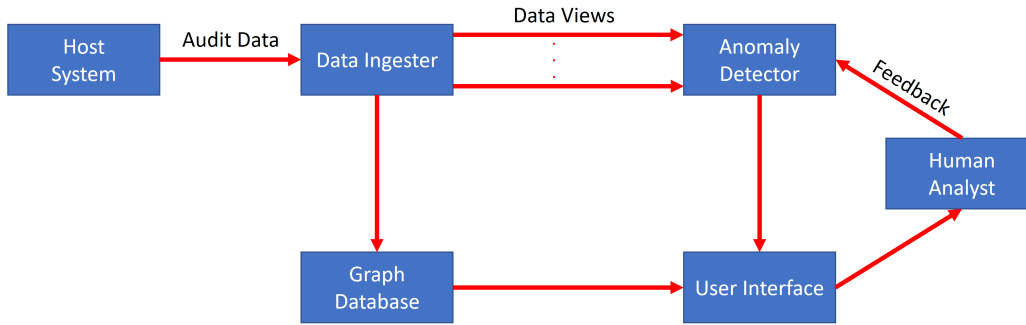 Data Views
Host
System
Audit Data
Data Ingester
Anomaly
Detector
Feedback
Human
Analyst
Graph
Database
User Interface